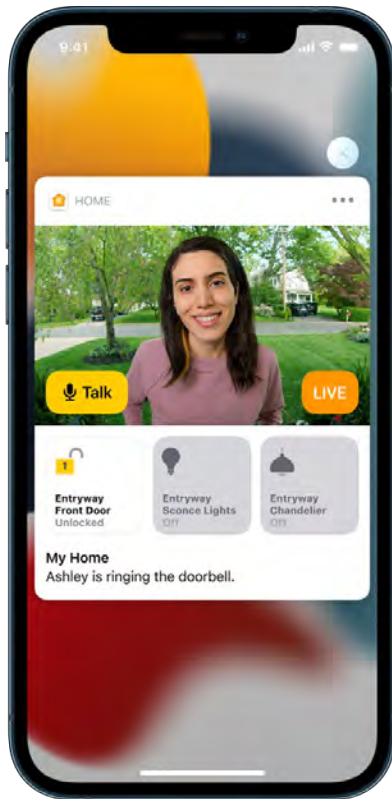 9:41
HOME
Talk
LIVE
1
Entryway
Front Door
Unlocked
Entryway
Sconce Lights
Off
Entryway
Chandelier
Off
My Home
Ashley is ringing the doorbell.